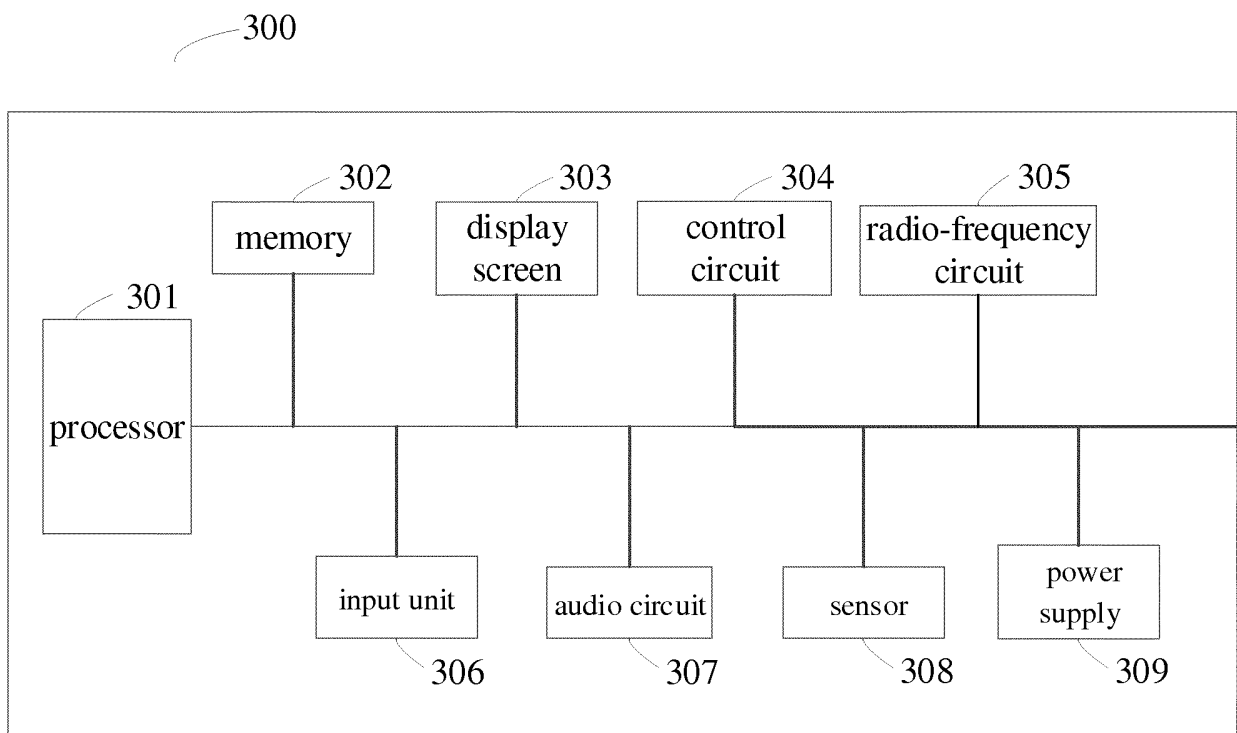 300
302
303
304
305
memory
display
screen
control
circuit
radio-frequency
circuit
301
processor
input unit
audio circuit
sensor
power
supply
306
307
308
309